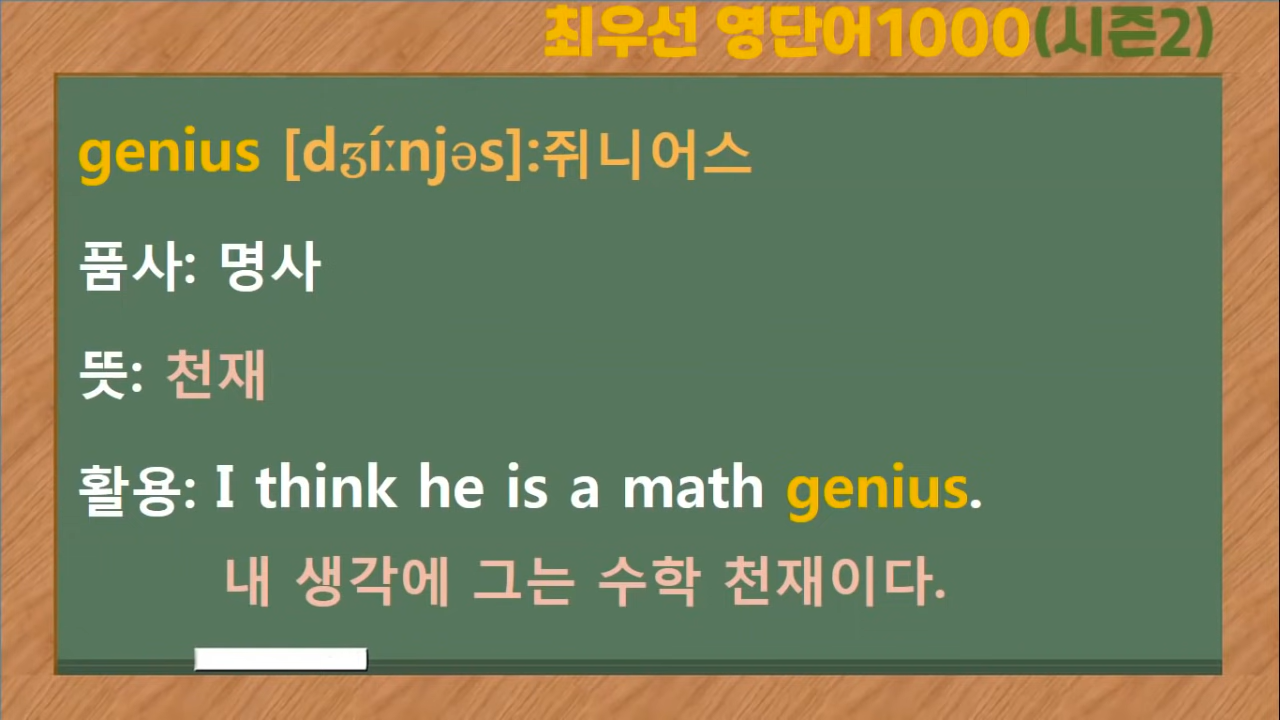 최우선 영단어1000(시즌2)
genius [dʒíːnjəs]:쥐니어스
품사: 명사
뜻: 천재
활용: I think he is a math genius.
내 생각에 그는 수학 천재이다.